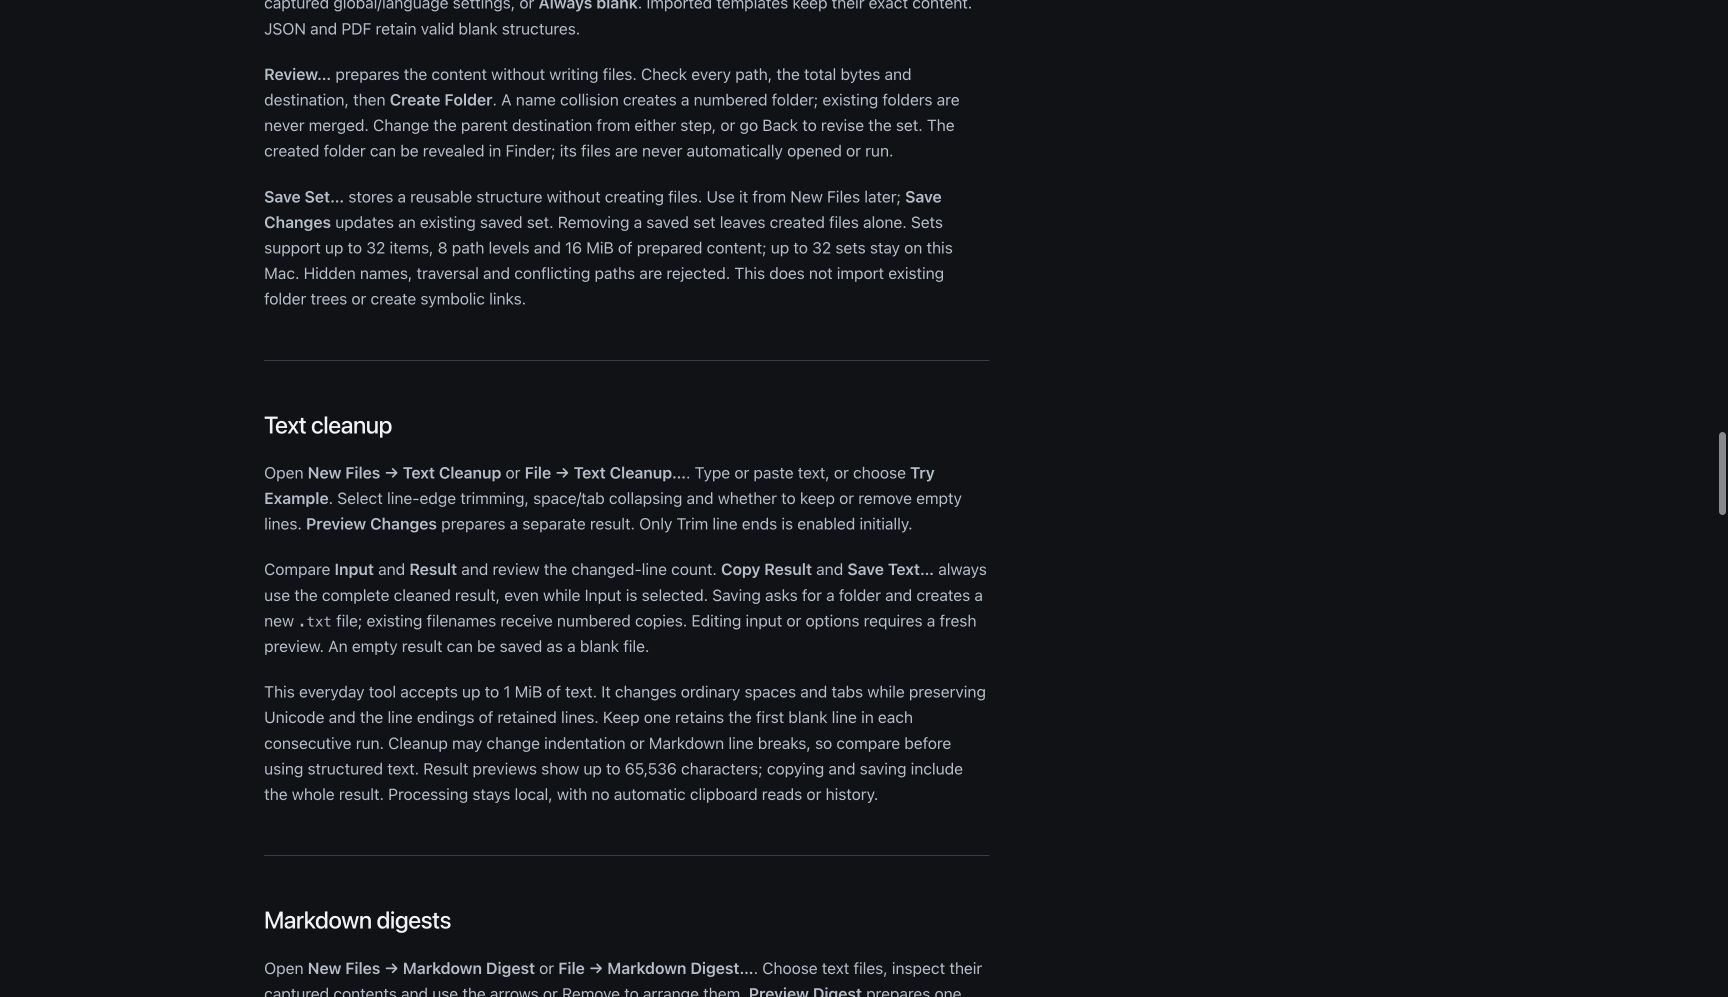 captured global/language settings, or Always blank. Imported templates keep their exact content.
JSON and PDF retain valid blank structures.
Review... prepares the content without writing files. Check every path, the total bytes and
destination, then Create Folder. A name collision creates a numbered folder; existing folders are
never merged. Change the parent destination from either step, or go Back to revise the set. The
created folder can be revealed in Finder; its files are never automatically opened or run.
Save Set... stores a reusable structure without creating files. Use it from New Files later; Save
Changes updates an existing saved set. Removing a saved set leaves created files alone. Sets
support up to 32 items, 8 path levels and 16 MiB of prepared content; up to 32 sets stay on this
Mac. Hidden names, traversal and conflicting paths are rejected. This does not import existing
folder trees or create symbolic links.
Text cleanup
Open New Files → Text Cleanup or File → Text Cleanup.... Type or paste text, or choose Try
Example. Select line-edge trimming, space/tab collapsing and whether to keep or remove empty
lines. Preview Changes prepares a separate result. Only Trim line ends is enabled initially.
Compare Input and Result and review the changed-line count. Copy Result and Save Text... always
use the complete cleaned result, even while Input is selected. Saving asks for a folder and creates a
new .txt file; existing filenames receive numbered copies. Editing input or options requires a fresh
preview. An empty result can be saved as a blank file.
This everyday tool accepts up to 1 MiB of text. It changes ordinary spaces and tabs while preserving
Unicode and the line endings of retained lines. Keep one retains the first blank line in each
consecutive run. Cleanup may change indentation or Markdown line breaks, so compare before
using structured text. Result previews show up to 65,536 characters; copying and saving include
the whole result. Processing stays local, with no automatic clipboard reads or history.
Markdown digests
Open New Files → Markdown Digest or File → Markdown Digest.... Choose text files, inspect their
captured contents and use the arrows or Remove to arrange them. Preview Digest prepares one